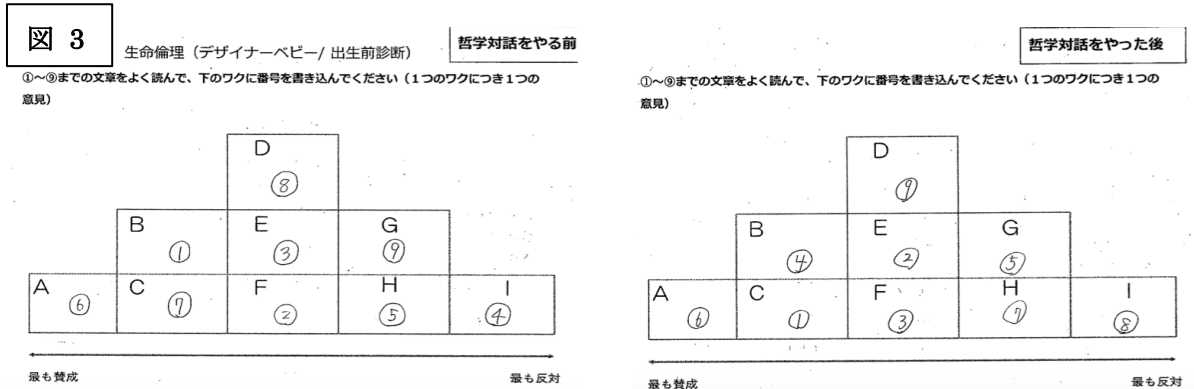 図 3
生命倫理（デザイナーベビー/ 出生前診断）
哲学対話をやる前
①～⑨までの文章をよく読んで、下のワクに番号を書き込んでください（１つのワクにつき１つの
意見）
D
⑧
B E G
① ③ ⑨
A C F H I
⑥ ⑦ ② ⑤ ④
最も賛成 最も反対
哲学対話をやった後
①～⑨までの文章をよく読んで、下のワクに番号を書き込んでください（１つのワクにつき１つの
意見）
D
⑨
B E G
④ ② ⑤
A C F H I
⑥ ① ③ ⑦ ⑧
最も賛成 最も反対